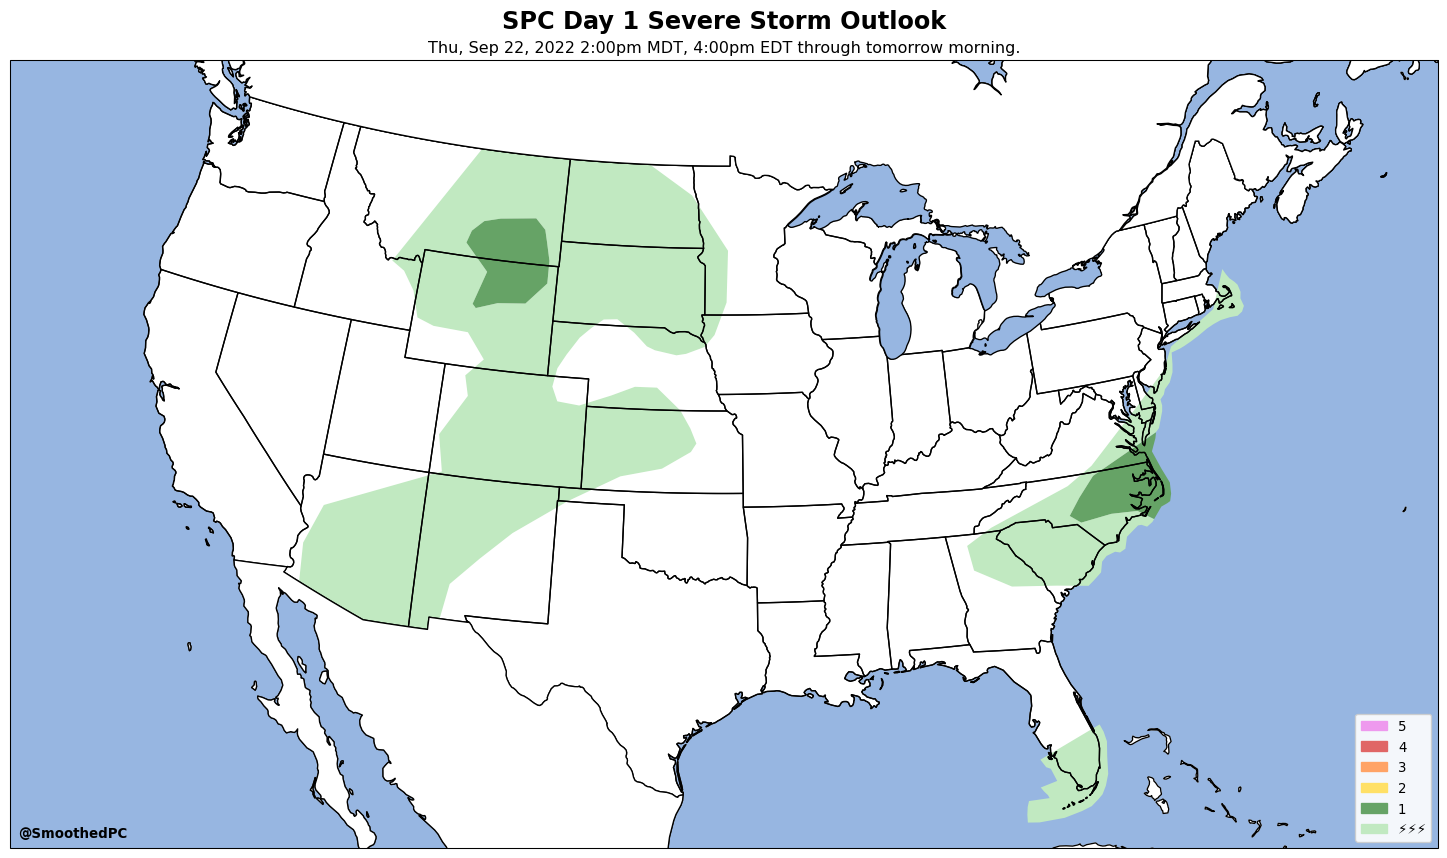 SPC Day 1 Severe Storm Outlook
Thu, Sep 22, 2022 2:00pm MDT, 4:00pm EDT through tomorrow morning.
5
4
3
2
1
⚡⚡⚡
@SmoothedPC